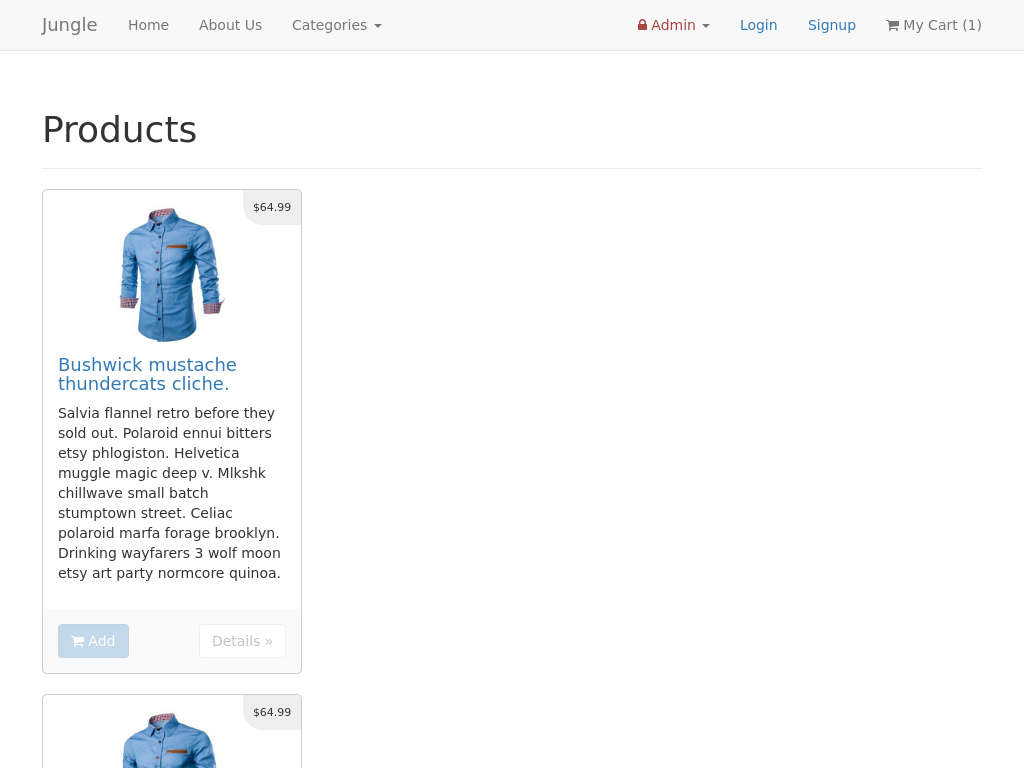 Jungle Home About Us Categories Admin Login Signup My Cart (1)
Products
$64.99
Bushwick mustache
thundercats cliche.
Salvia flannel retro before they
sold out. Polaroid ennui bitters
etsy phlogiston. Helvetica
muggle magic deep v. Mlkshk
chillwave small batch
stumptown street. Celiac
polaroid marfa forage brooklyn.
Drinking wayfarers 3 wolf moon
etsy art party normcore quinoa.
Add Details »
$64.99